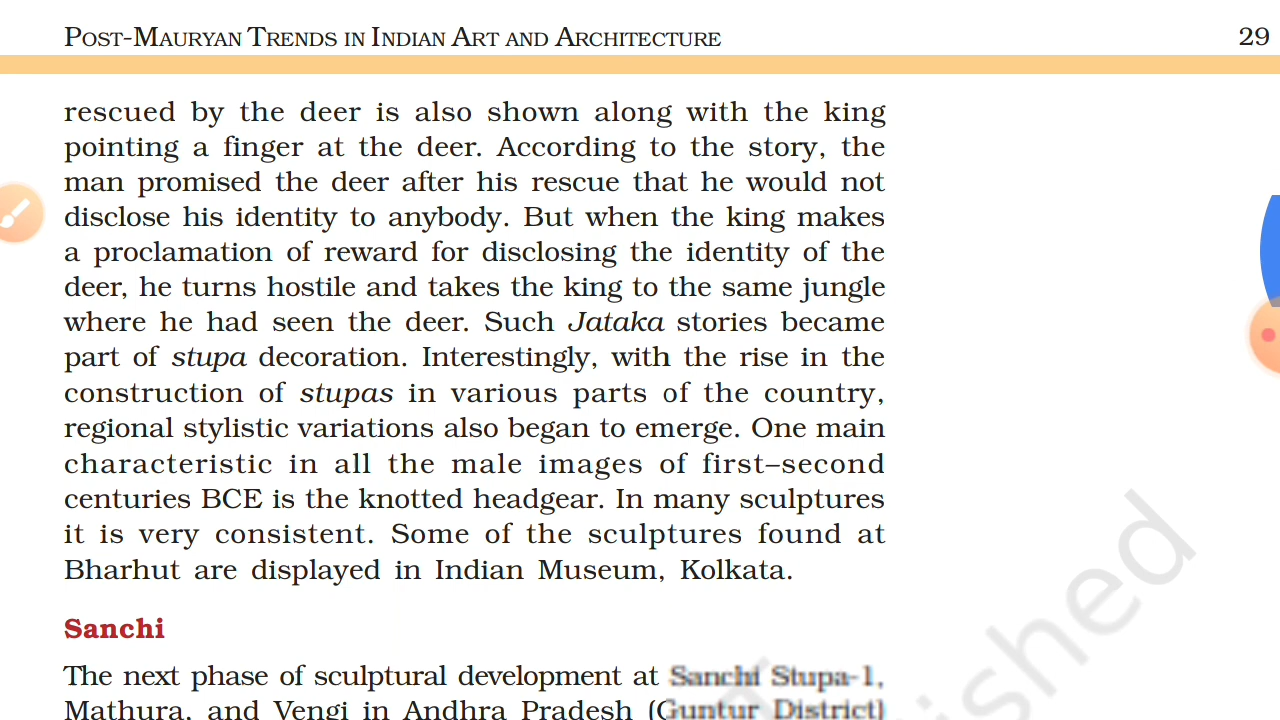 POST-MAURYAN TRENDS IN INDIAN ART AND ARCHITECTURE 29
rescued by the deer is also shown along with the king
pointing a finger at the deer. According to the story, the
man promised the deer after his rescue that he would not
disclose his identity to anybody. But when the king makes
a proclamation of reward for disclosing the identity of the
deer, he turns hostile and takes the king to the same jungle
where he had seen the deer. Such Jataka stories became
part of stupa decoration. Interestingly, with the rise in the
construction of stupas in various parts of the country,
regional stylistic variations also began to emerge. One main
characteristic in all the male images of first–second
centuries BCE is the knotted headgear. In many sculptures
it is very consistent. Some of the sculptures found at
Bharhut are displayed in Indian Museum, Kolkata.
Sanchi
The next phase of sculptural development at Sanchi Stupa-1,
Mathura, and Vengi in Andhra Pradesh (Guntur District)